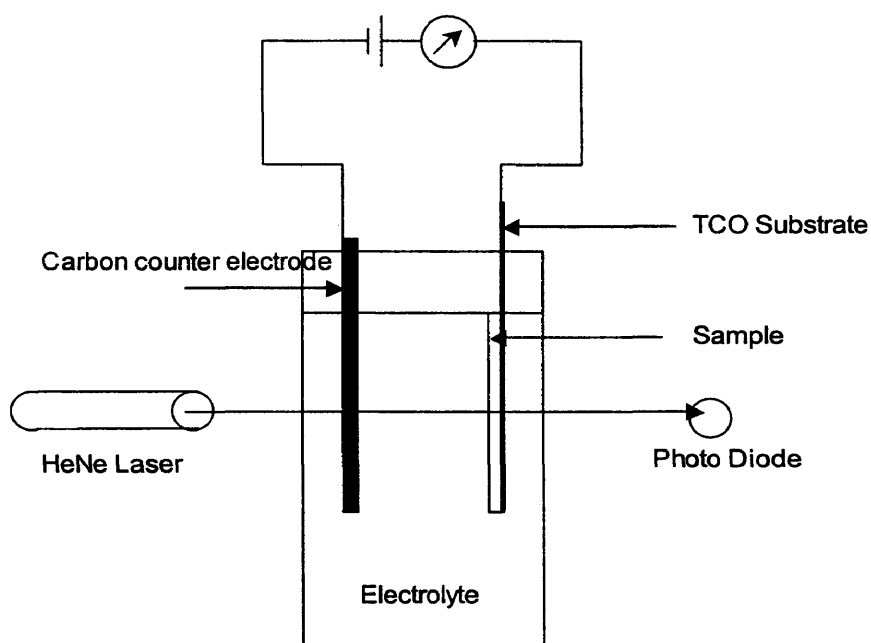 TCO Substrate
Carbon counter electrode
Sample
HeNe Laser
Photo Diode
Electrolyte